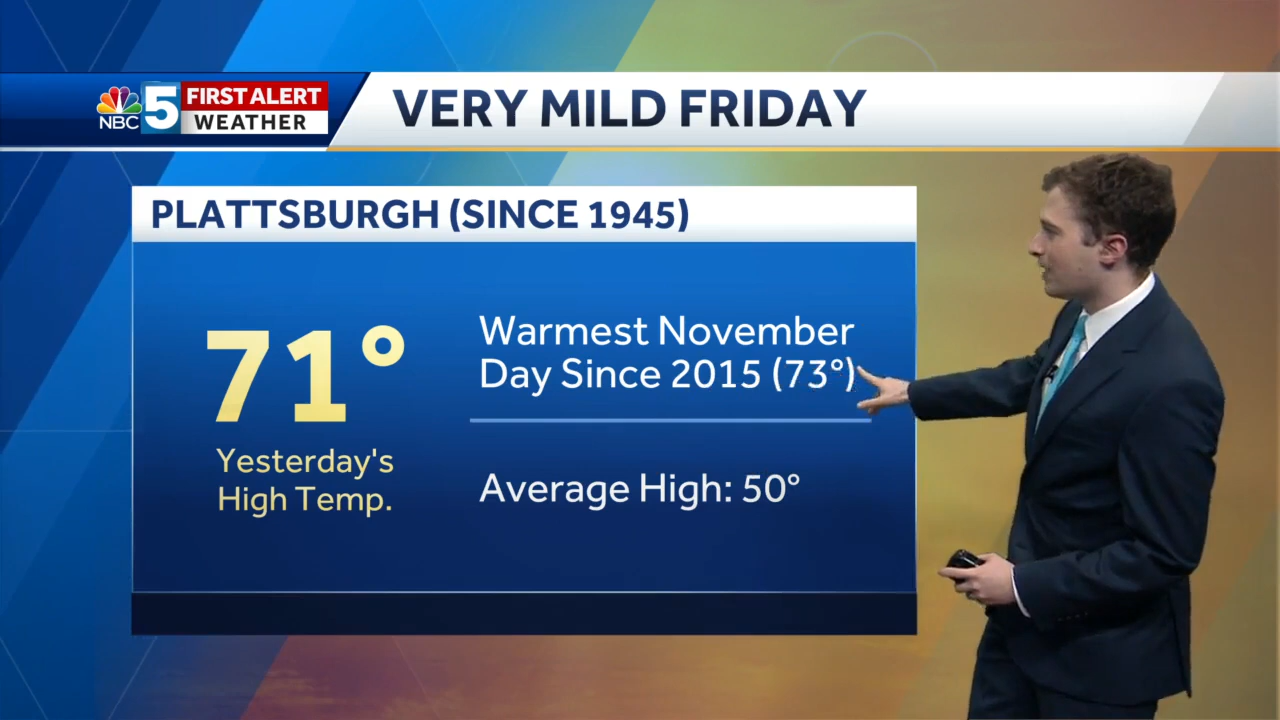 NBC 5 FIRST ALERT
WEATHER
VERY MILD FRIDAY
PLATTSBURGH (SINCE 1945)
71°
Yesterday's
High Temp.
Warmest November
Day Since 2015 (73°)
Average High: 50°